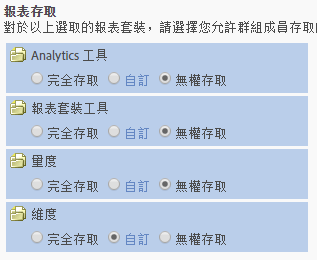 報表存取
對於以上選取的報表套裝，請選擇您允許群組成員存取
Analytics 工具
完全存取 自訂 無權存取
報表套裝工具
完全存取 自訂 無權存取
量度
完全存取 自訂 無權存取
維度
完全存取 自訂 無權存取